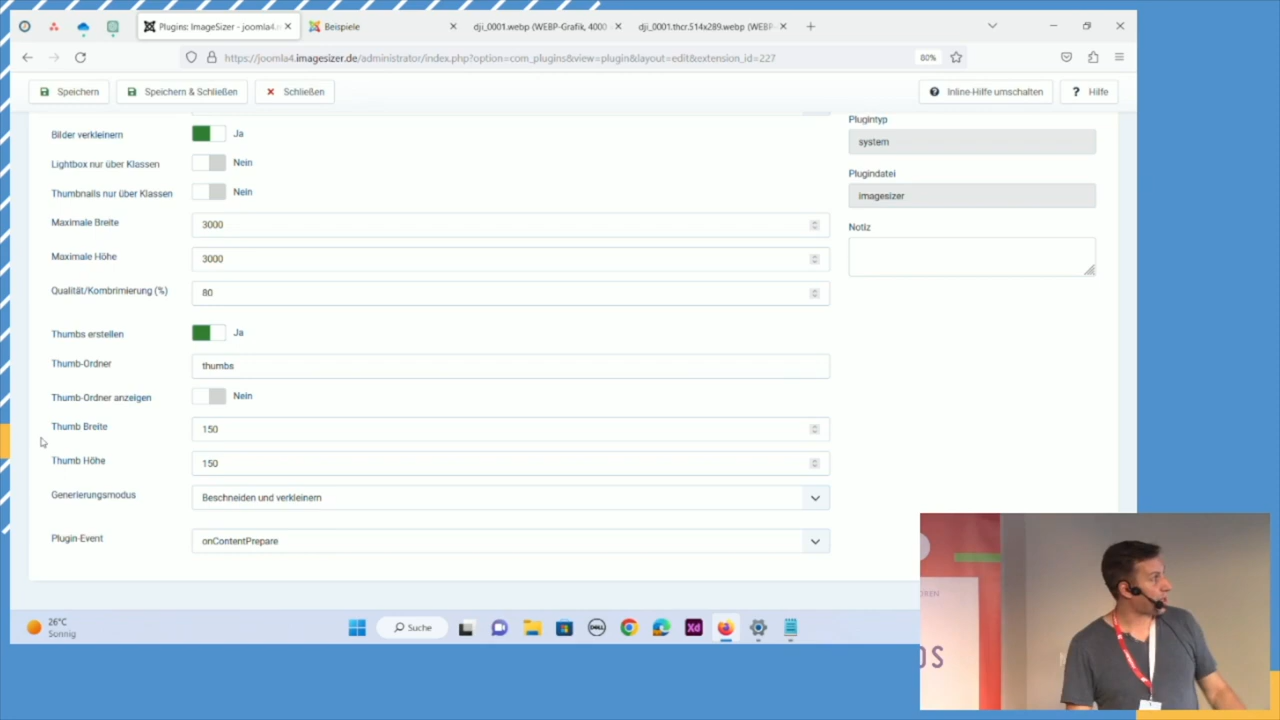 Plugins: ImageSizer - joomla4.
Beispiele
dji_0001.webp (WEBP-Grafik, 4000
dji_0001.thcr.514x289.webp (WEBP-
https://joomla4.imagesizer.de/administrator/index.php?option=com_plugins&view=plugin&layout=edit&extension_id=227
80%
Speichern
Speichern & Schließen
Schließen
Inline-Hilfe umschalten
? Hilfe
Bilder verkleinern
Ja
Lightbox nur über Klassen
Nein
Thumbnails nur über Klassen
Nein
Maximale Breite
3000
Maximale Höhe
3000
Qualität/Kombrimierung (%)
80
Thumbs erstellen
Ja
Thumb-Ordner
thumbs
Thumb-Ordner anzeigen
Nein
Thumb Breite
150
Thumb Höhe
150
Generierungsmodus
Beschneiden und verkleinern
Plugin-Event
onContentPrepare
Plugintyp
system
Plugindatei
imagesizer
Notiz
26°C
Sonnig
Suche
DELL
Xd
OREN
OS